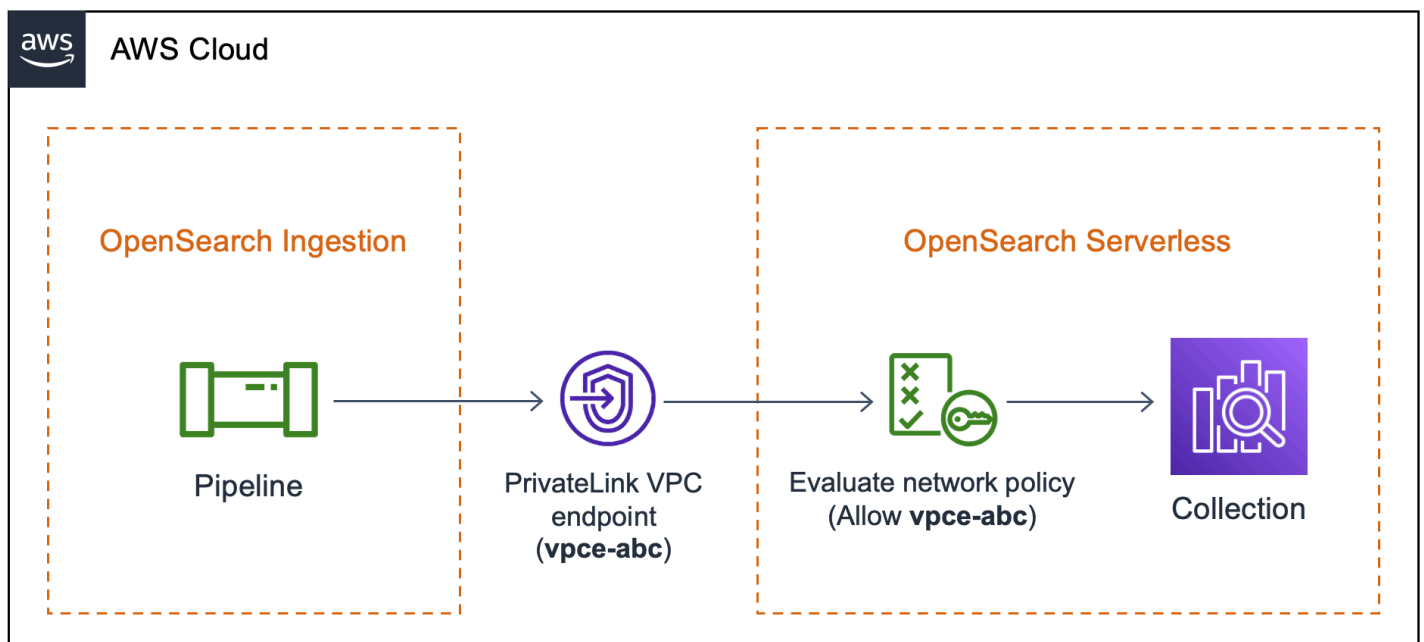 aws
AWS Cloud
OpenSearch Ingestion
OpenSearch Serverless
Pipeline
PrivateLink VPC
endpoint
(vpce-abc)
Evaluate network policy
(Allow vpce-abc)
Collection